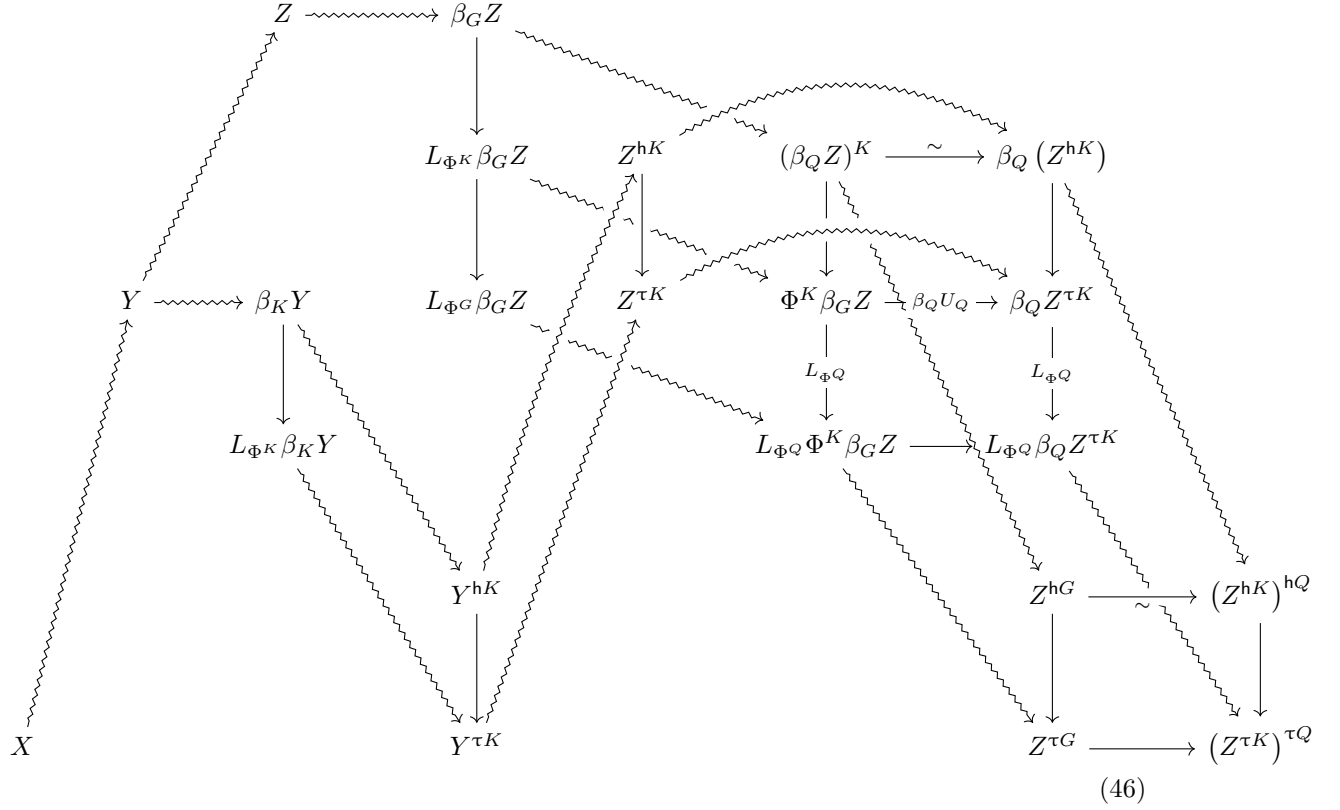 Z β_G Z
L_{Φ^K} β_G Z Z^{hK} (β_Q Z)^K ∼ β_Q (Z^{hK})
Y β_K Y L_{Φ^G} β_G Z Z^{τK} Φ^K β_G Z β_Q U_Q β_Q Z^{τK}
L_{Φ^Q} L_{Φ^Q}
L_{Φ^K} β_K Y L_{Φ^Q} Φ^K β_G Z L_{Φ^Q} β_Q Z^{τK}
Y^{hK} Z^{hG} ∼ (Z^{hK})^{hQ}
X Y^{τK} Z^{τG} (Z^{τK})^{τQ}
(46)